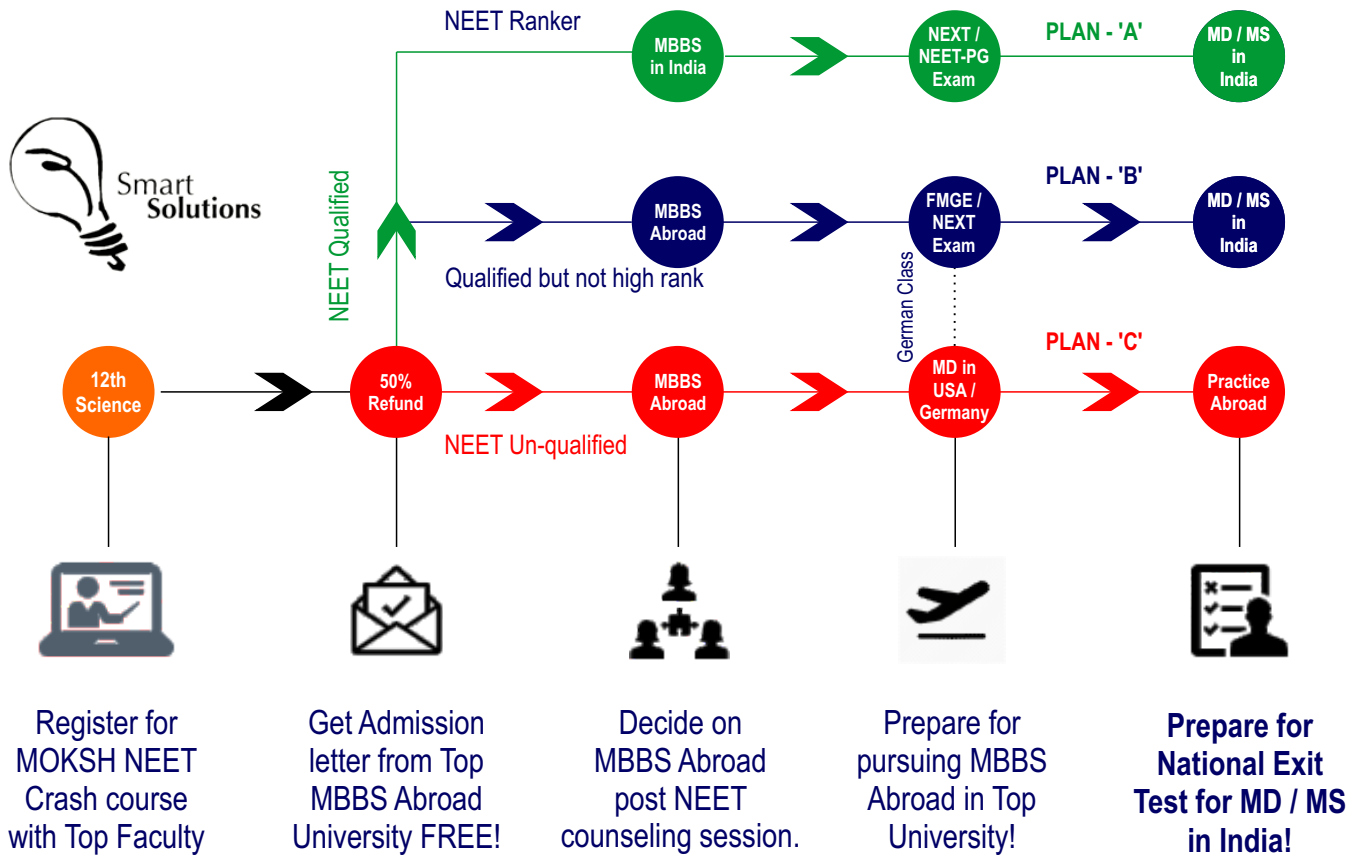 NEET Ranker
MBBS
in India
NEXT /
NEET-PG
Exam
PLAN - 'A'
MD / MS
in
India
Smart
Solutions
NEET Qualified
MBBS
Abroad
FMGE /
NEXT
Exam
PLAN - 'B'
MD / MS
in
India
Qualified but not high rank
German Class
12th
Science
50%
Refund
MBBS
Abroad
MD in
USA /
Germany
PLAN - 'C'
Practice
Abroad
NEET Un-qualified
Register for
MOKSH NEET
Crash course
with Top Faculty
Get Admission
letter from Top
MBBS Abroad
University FREE!
Decide on
MBBS Abroad
post NEET
counseling session.
Prepare for
pursuing MBBS
Abroad in Top
University!
Prepare for
National Exit
Test for MD / MS
in India!